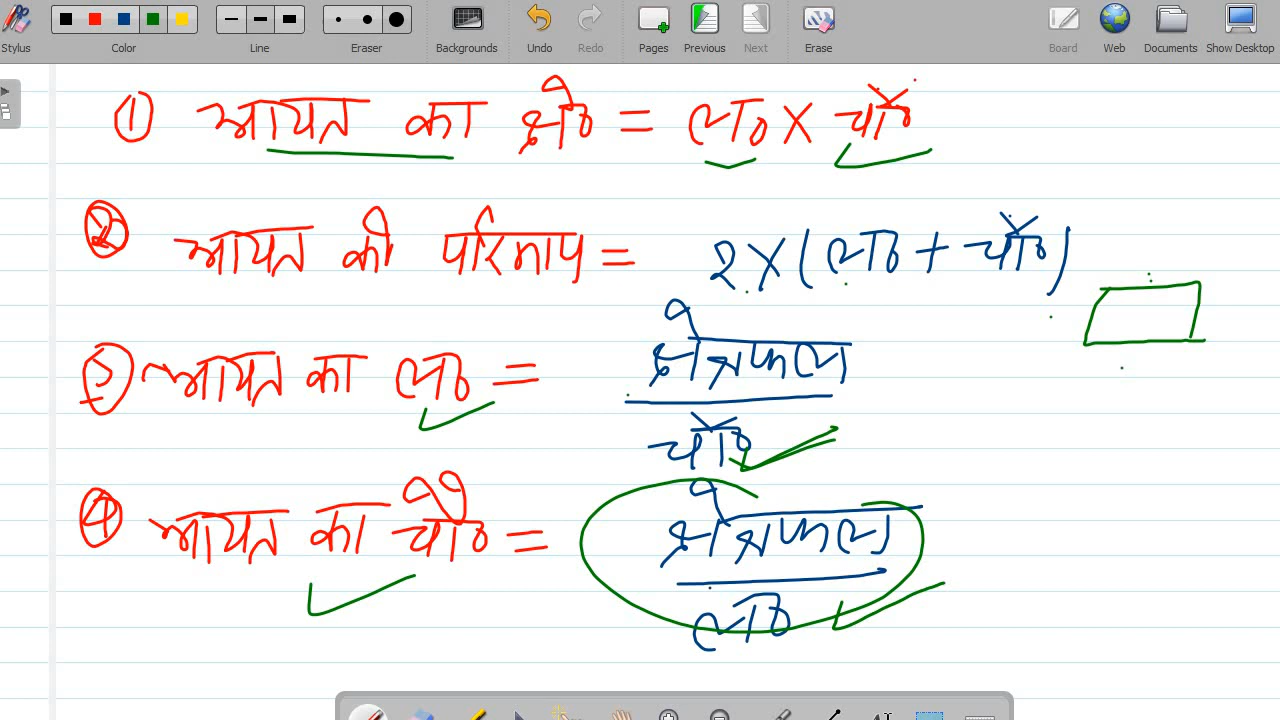 Stylus Color Line Eraser Backgrounds Undo Redo Pages Previous Next Erase Board Web Documents Show Desktop
① आयत का क्षे० = ल० × चौ०
② आयत की परिमाप = 2 × (ल० + चौ०)
③ आयत का ल० = क्षेत्रफल
चौ०
④ आयत का चौ० = क्षेत्रफल
ल०